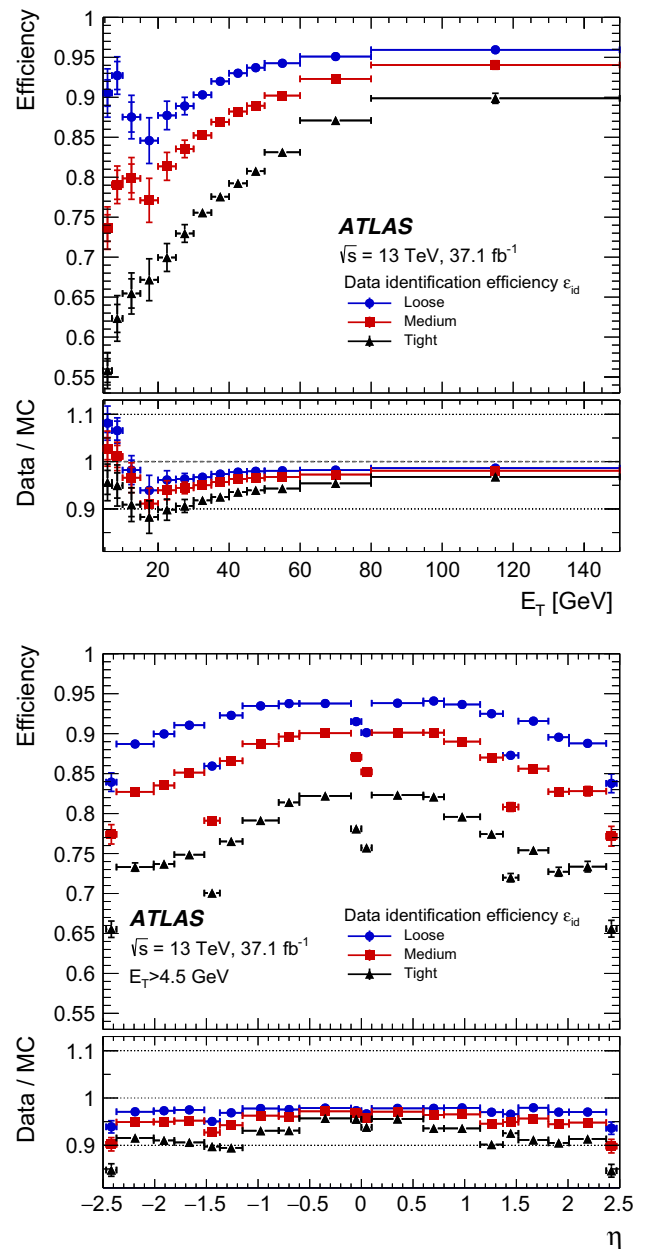 Efficiency
1
0.95
0.9
0.85
0.8
0.75
0.7
0.65
0.6
0.55
ATLAS
√s = 13 TeV, 37.1 fb⁻¹
Data identification efficiency ε_id
Loose
Medium
Tight
Data / MC
1.1
1
0.9
20 40 60 80 100 120 140
E_T [GeV]
Efficiency
1
0.95
0.9
0.85
0.8
0.75
0.7
0.65
0.6
0.55
ATLAS
√s = 13 TeV, 37.1 fb⁻¹
E_T>4.5 GeV
Data identification efficiency ε_id
Loose
Medium
Tight
Data / MC
1.1
1
0.9
−2.5 −2 −1.5 −1 −0.5 0 0.5 1 1.5 2 2.5
η